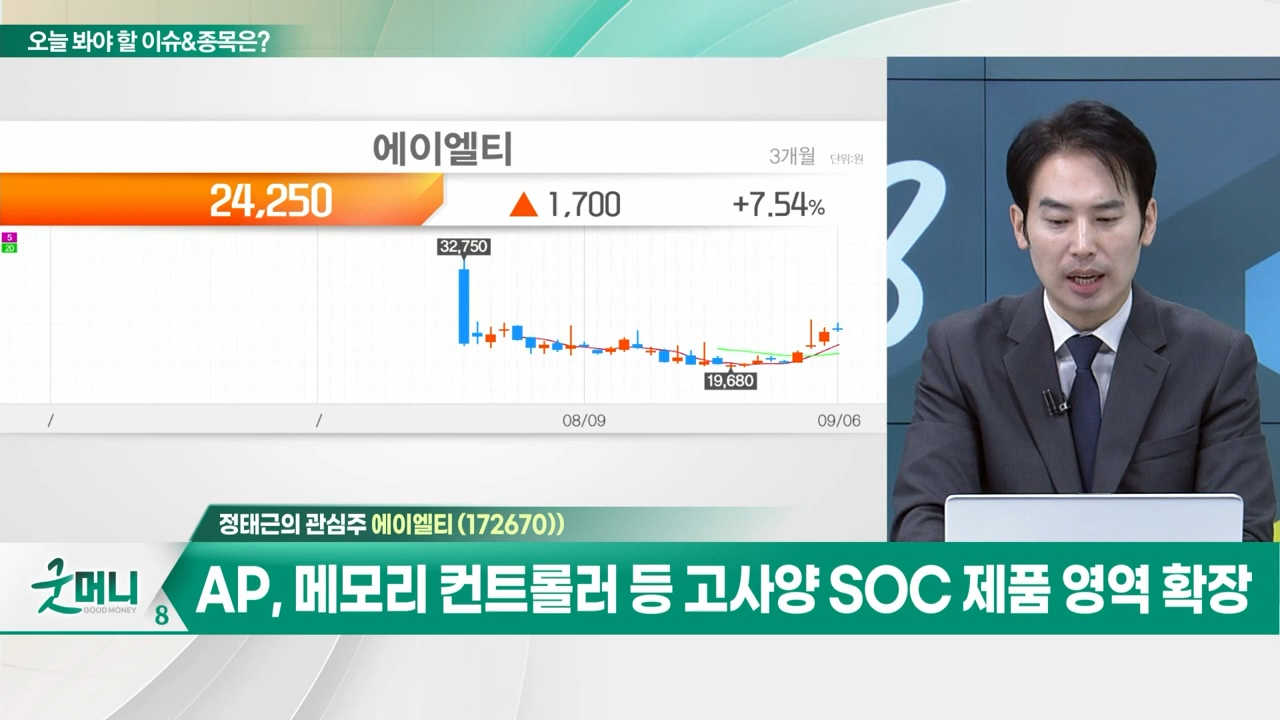 오늘 봐야 할 이슈&종목은?
에이엘티
3개월 단위:원
24,250 ▲ 1,700 +7.54%
5
20
32,750
19,680
/ / 08/09 09/06
정태근의 관심주 에이엘티 (172670))
굿머니
GOOD MONEY
8
AP, 메모리 컨트롤러 등 고사양 SOC 제품 영역 확장